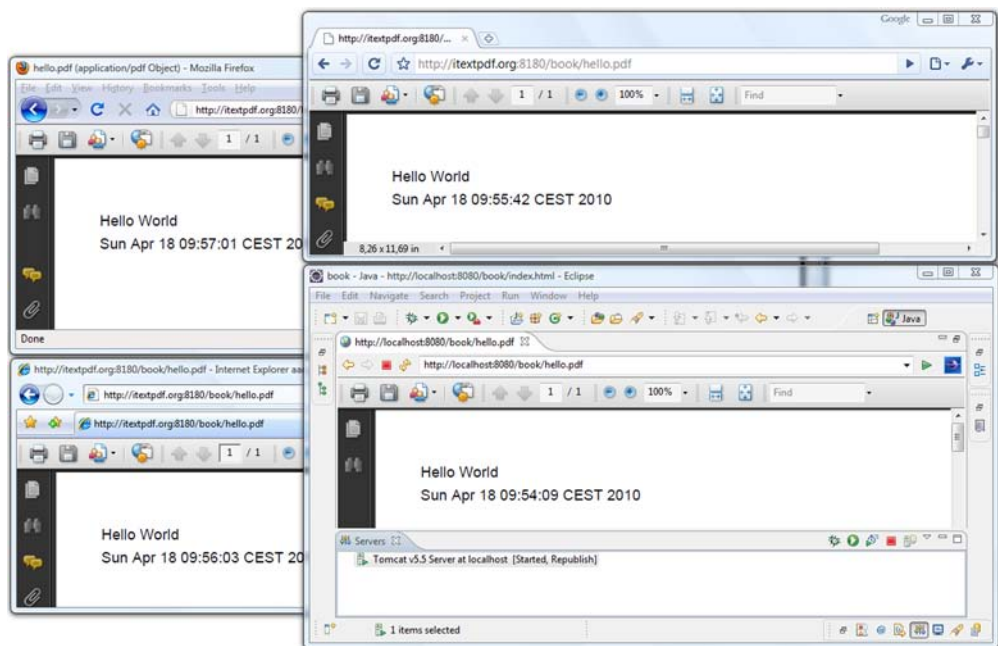 hello.pdf (application/pdf Object) - Mozilla Firefox
File Edit View History Bookmarks Tools Help
http://itextpdf.org:8180/
1 / 1
Hello World
Sun Apr 18 09:57:01 CEST 20
Done
Google
http://itextpdf.org:8180/...
http://itextpdf.org:8180/book/hello.pdf
1 / 1 100% Find
Hello World
Sun Apr 18 09:55:42 CEST 2010
8,26 x 11,69 in
http://itextpdf.org:8180/book/hello.pdf - Internet Explorer aan
http://itextpdf.org:8180/book/hello.pdf
http://itextpdf.org:8180/book/hello.pdf
1 / 1
Hello World
Sun Apr 18 09:56:03 CEST 20
book - Java - http://localhost:8080/book/index.html - Eclipse
File Edit Navigate Search Project Run Window Help
Java
http://localhost:8080/book/hello.pdf
http://localhost:8080/book/hello.pdf
1 / 1 100% Find
Hello World
Sun Apr 18 09:54:09 CEST 2010
Servers
Tomcat v5.5 Server at localhost [Started, Republish]
1 items selected